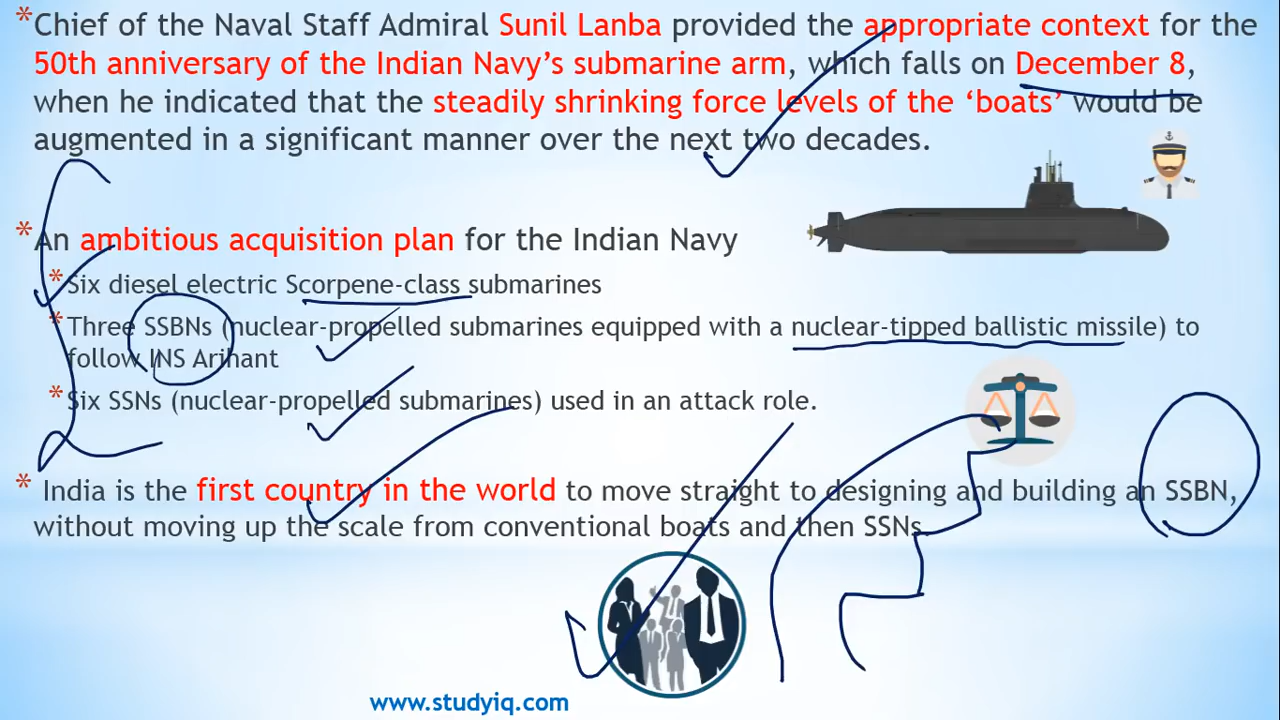 *Chief of the Naval Staff Admiral Sunil Lanba provided the appropriate context for the
50th anniversary of the Indian Navy’s submarine arm, which falls on December 8,
when he indicated that the steadily shrinking force levels of the ‘boats’ would be
augmented in a significant manner over the next two decades.
*An ambitious acquisition plan for the Indian Navy
*Six diesel electric Scorpene-class submarines
*Three SSBNs (nuclear-propelled submarines equipped with a nuclear-tipped ballistic missile) to
follow INS Arihant
*Six SSNs (nuclear-propelled submarines) used in an attack role.
* India is the first country in the world to move straight to designing and building an SSBN,
without moving up the scale from conventional boats and then SSNs.
www.studyiq.com